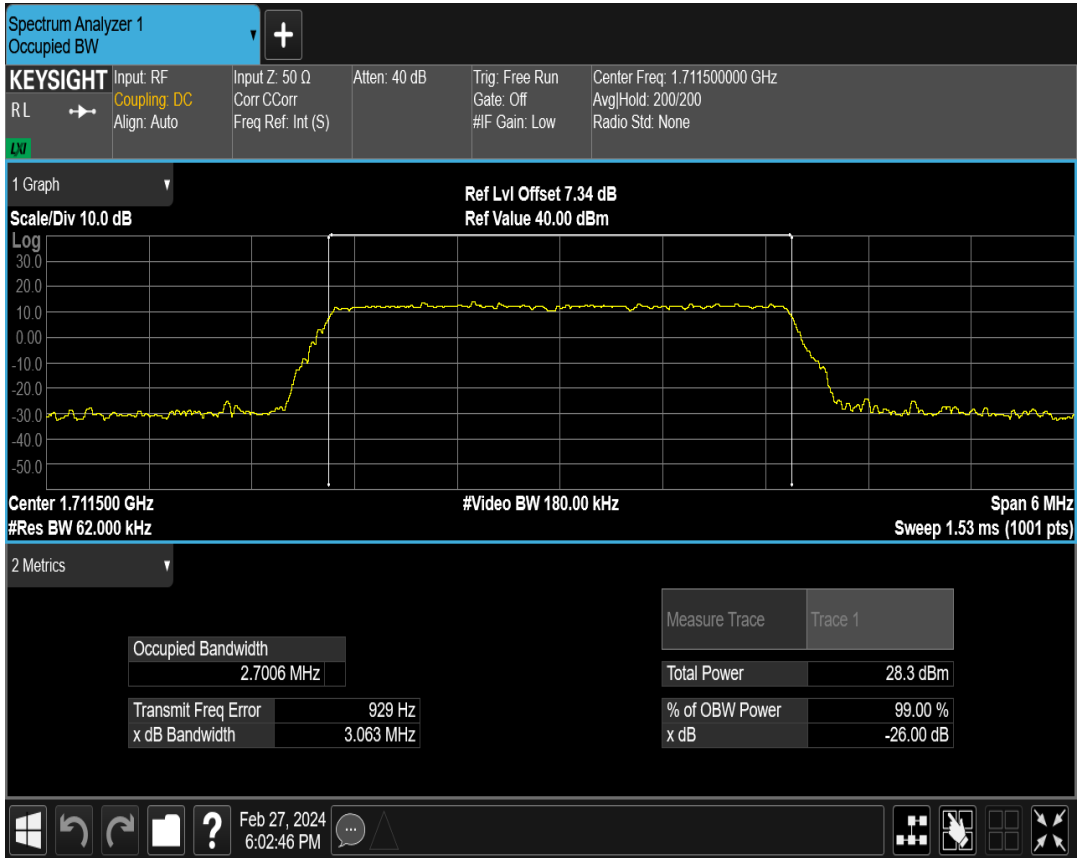 Spectrum Analyzer 1
Occupied BW
+
KEYSIGHT Input: RF Input Z: 50 Ω Atten: 40 dB Trig: Free Run Center Freq: 1.711500000 GHz
RL Coupling: DC Corr CCorr Gate: Off Avg|Hold: 200/200
Align: Auto Freq Ref: Int (S) #IF Gain: Low Radio Std: None
LXI
1 Graph Ref Lvl Offset 7.34 dB
Scale/Div 10.0 dB Ref Value 40.00 dBm
Log
30.0
20.0
10.0
0.00
-10.0
-20.0
-30.0
-40.0
-50.0
Center 1.711500 GHz #Video BW 180.00 kHz Span 6 MHz
#Res BW 62.000 kHz Sweep 1.53 ms (1001 pts)
2 Metrics
Measure Trace Trace 1
Occupied Bandwidth
2.7006 MHz Total Power 28.3 dBm
Transmit Freq Error 929 Hz % of OBW Power 99.00 %
x dB Bandwidth 3.063 MHz x dB -26.00 dB
? Feb 27, 2024
6:02:46 PM